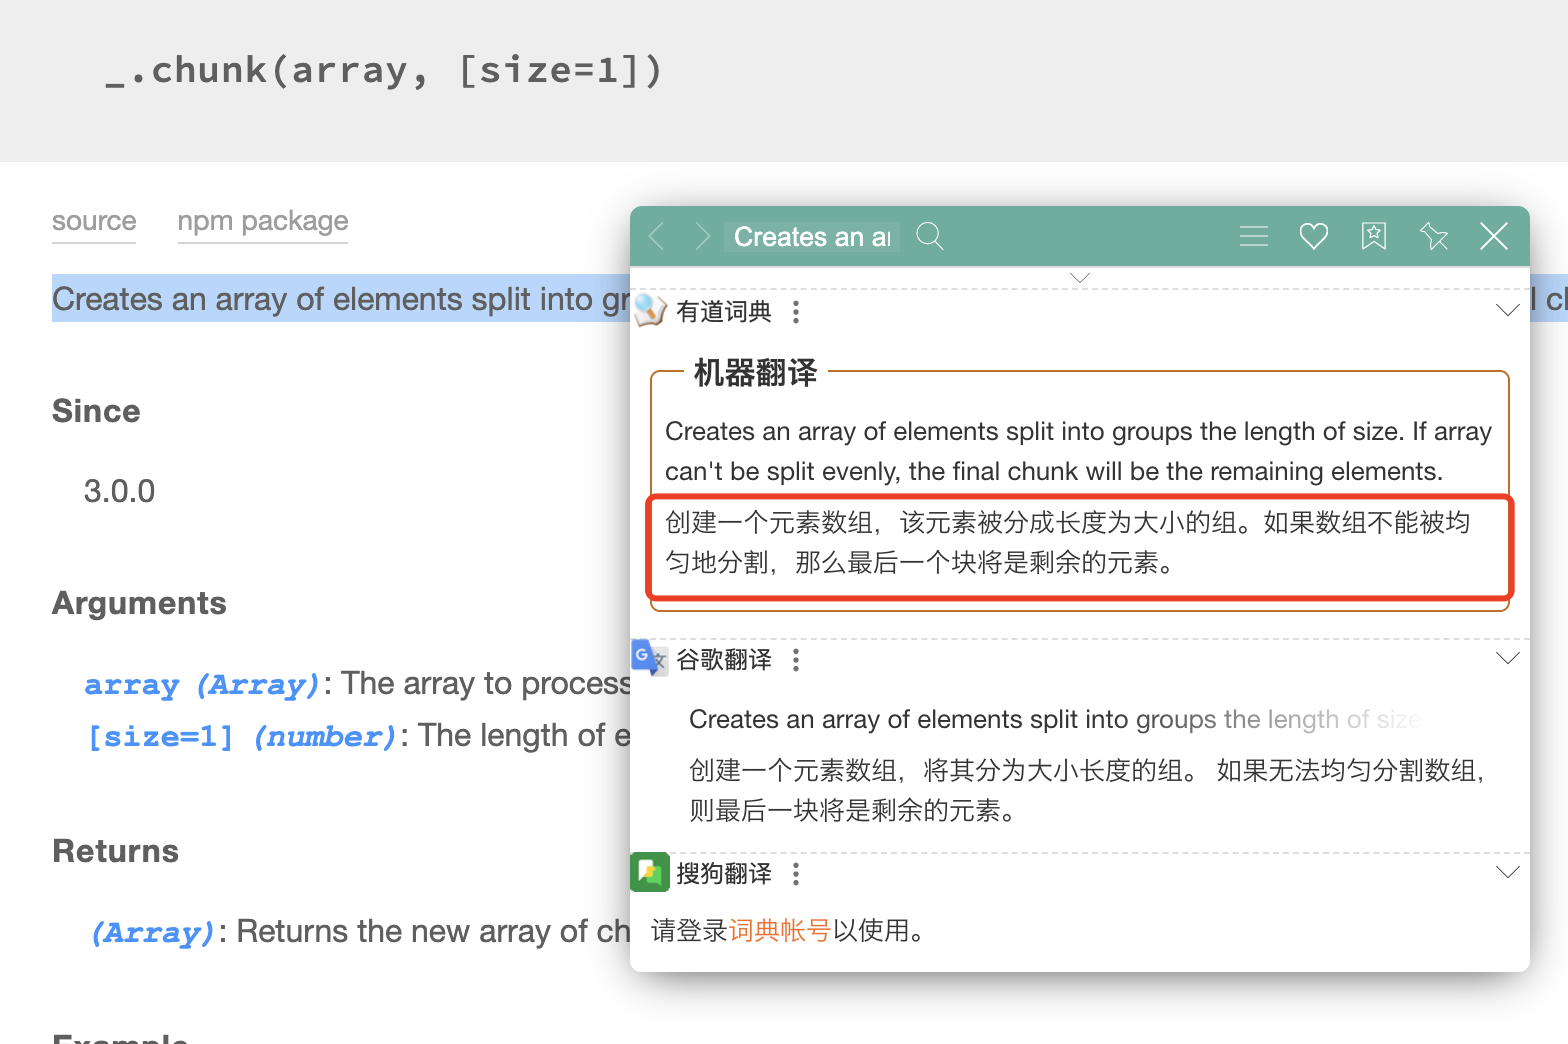 _.chunk(array, [size=1])
source npm package
Creates an array of elements split into gr
l
Since
3.0.0
Arguments
array (Array): The array to process
[size=1] (number): The length of e
Returns
(Array): Returns the new array of ch
Example
Creates an ar
有道词典
机器翻译
Creates an array of elements split into groups the length of size. If array
can't be split evenly, the final chunk will be the remaining elements.
创建一个元素数组，该元素被分成长度为大小的组。如果数组不能被均
匀地分割，那么最后一个块将是剩余的元素。
谷歌翻译
Creates an array of elements split into groups the length of size
创建一个元素数组，将其分为大小长度的组。 如果无法均匀分割数组，
则最后一块将是剩余的元素。
搜狗翻译
请登录词典帐号以使用。